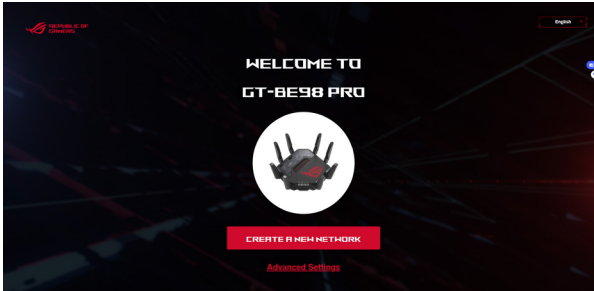 REPUBLIC OF
GAMERS
English
WELCOME TO
GT-BE98 PRO
CREATE A NEW NETWORK
Advanced Settings